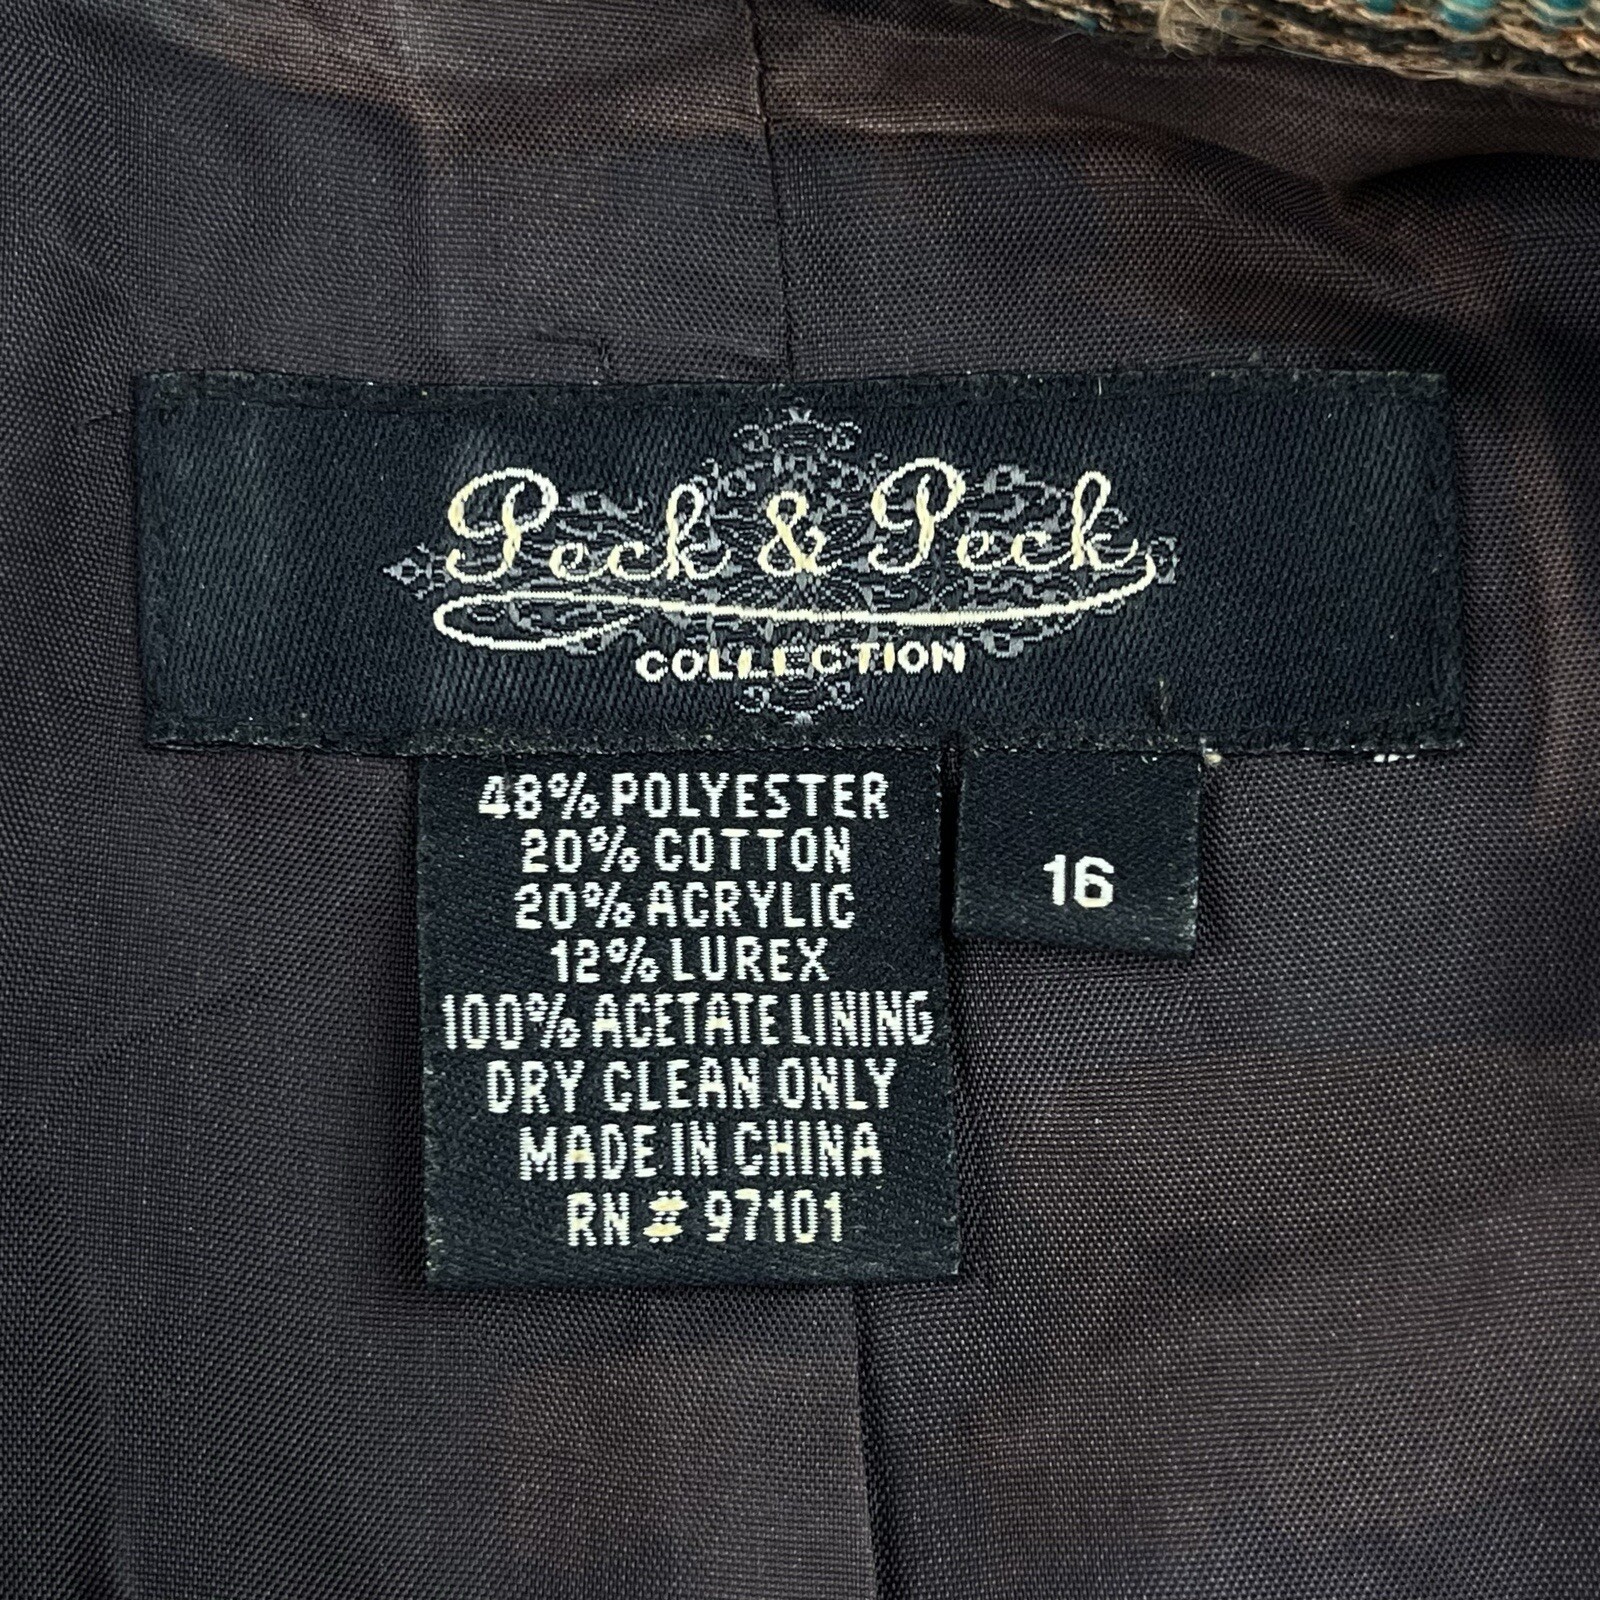 Peck & Peck
COLLECTION
48% POLYESTER
20% COTTON
20% ACRYLIC
12% LUREX
100% ACETATE LINING
DRY CLEAN ONLY
MADE IN CHINA
RN # 97101
16